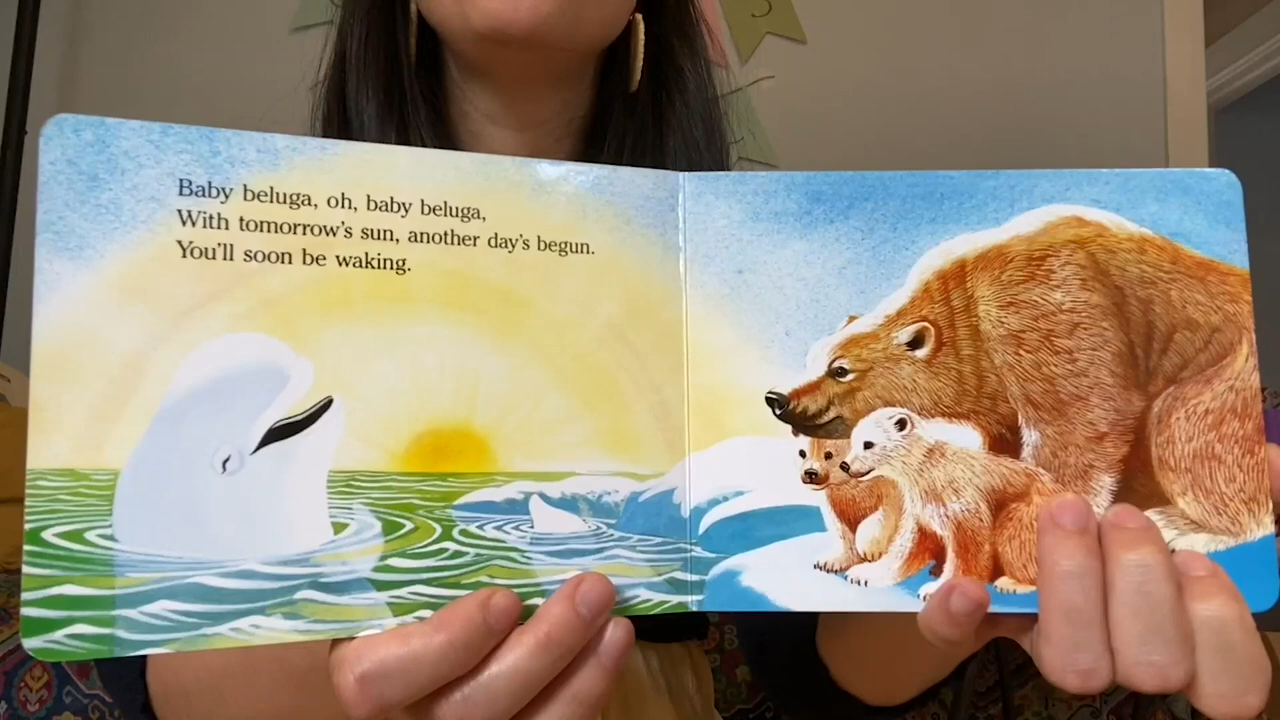 Baby beluga, oh, baby beluga,
With tomorrow's sun, another day's begun.
You'll soon be waking.